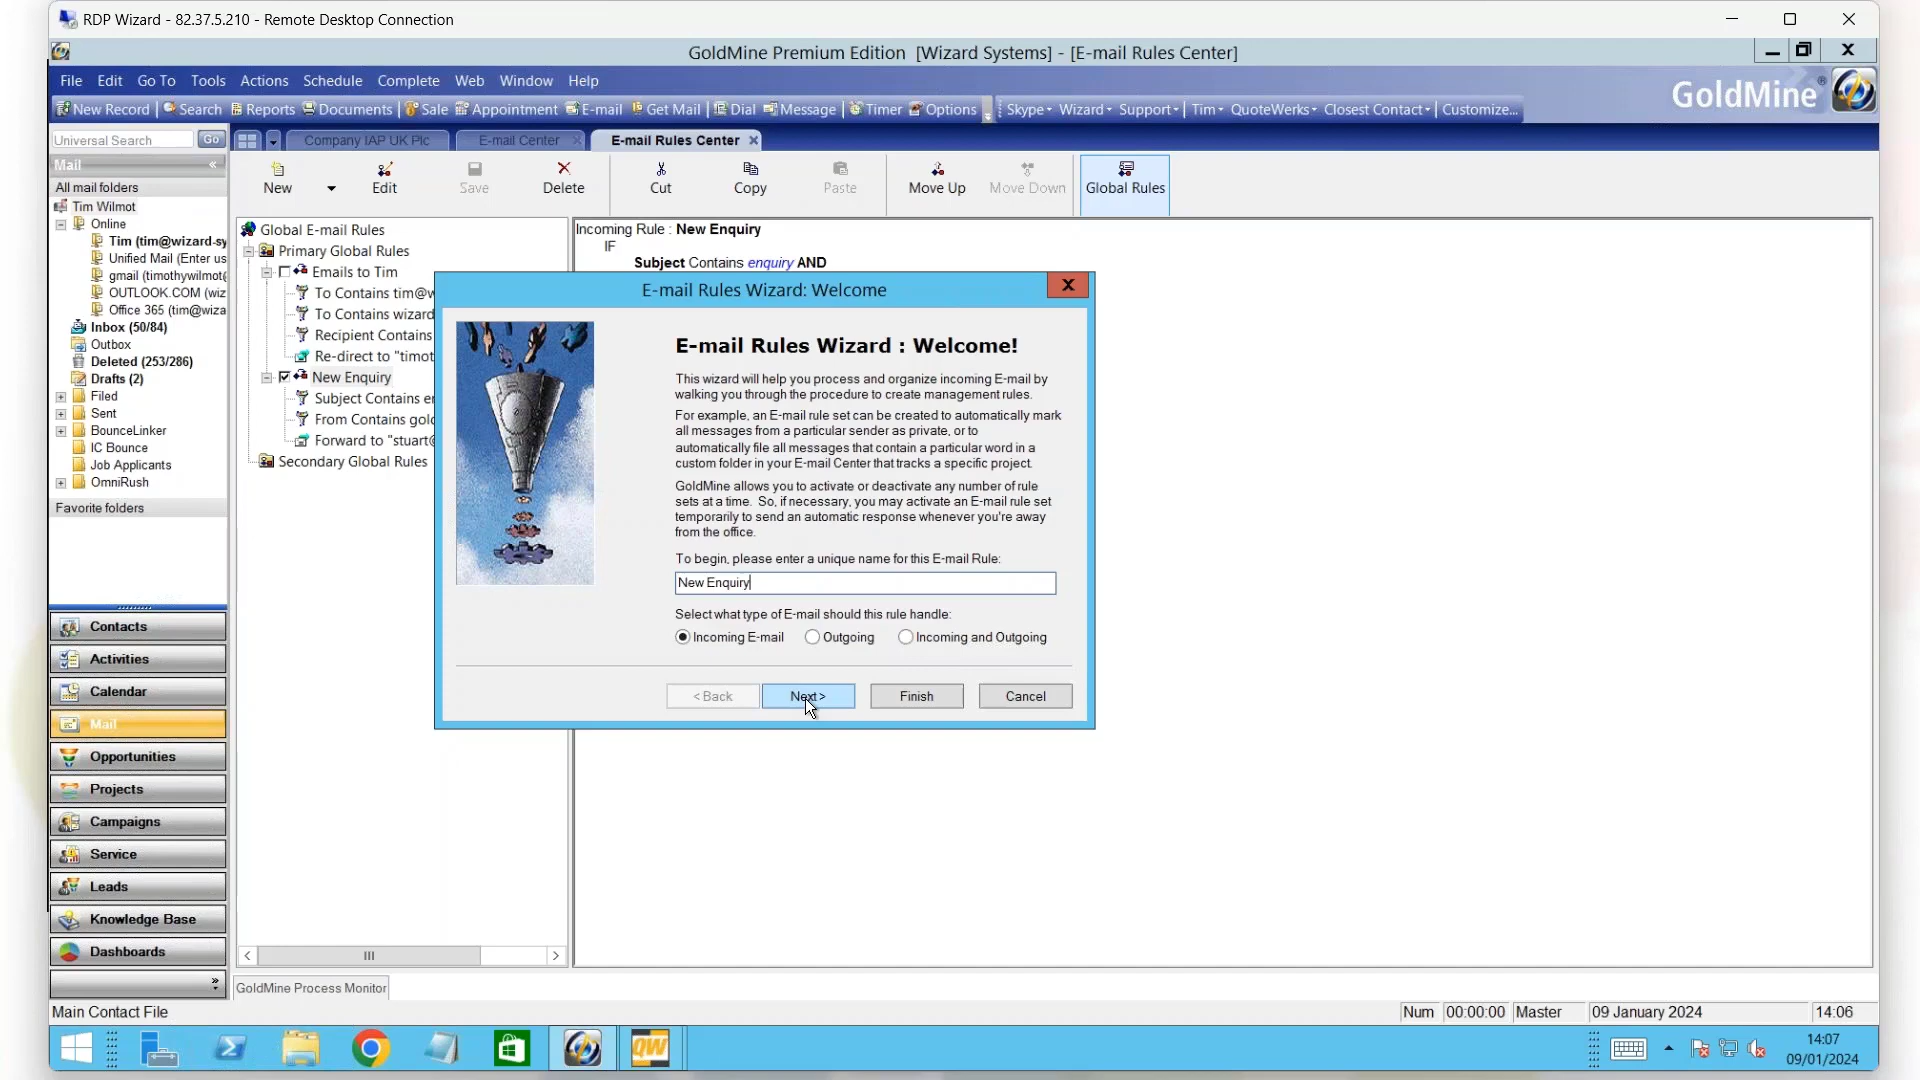 RDP Wizard - 82.37.5.210 - Remote Desktop Connection
GoldMine Premium Edition [Wizard Systems] - [E-mail Rules Center]
File Edit Go To Tools Actions Schedule Complete Web Window Help
GoldMine
New Record Search Reports Documents Sale Appointment E-mail Get Mail Dial Message Timer Options Skype Wizard Support Tim QuoteWerks Closest Contact Customize...
Universal Search Go
Company IAP UK Plc E-mail Center E-mail Rules Center
Mail
All mail folders
Tim Wilmot
Online
Tim (tim@wizard-sy
Unified Mail (Enter us
gmail (timothywilmot@
OUTLOOK.COM (wiz
Office 365 (tim@wiza
Inbox (50/84)
Outbox
Deleted (253/286)
Drafts (2)
Filed
Sent
BounceLinker
IC Bounce
Job Applicants
OmniRush
Favorite folders
Contacts
Activities
Calendar
Mail
Opportunities
Projects
Campaigns
Service
Leads
Knowledge Base
Dashboards
New Edit Save Delete Cut Copy Paste Move Up Move Down Global Rules
Global E-mail Rules
Primary Global Rules
Emails to Tim
To Contains tim@w
To Contains wizard
Recipient Contains
Re-direct to "timot
New Enquiry
Subject Contains e
From Contains gol
Forward to "stuart@
Secondary Global Rules
Incoming Rule : New Enquiry
IF
Subject Contains enquiry AND
E-mail Rules Wizard: Welcome
E-mail Rules Wizard : Welcome!
This wizard will help you process and organize incoming E-mail by
walking you through the procedure to create management rules.
For example, an E-mail rule set can be created to automatically mark
all messages from a particular sender as private, or to
automatically file all messages that contain a particular word in a
custom folder in your E-mail Center that tracks a specific project.
GoldMine allows you to activate or deactivate any number of rule
sets at a time. So, if necessary, you may activate an E-mail rule set
temporarily to send an automatic response whenever you're away
from the office.
To begin, please enter a unique name for this E-mail Rule:
New Enquiry
Select what type of E-mail should this rule handle:
Incoming E-mail Outgoing Incoming and Outgoing
< Back Next > Finish Cancel
GoldMine Process Monitor
Main Contact File
Num 00:00:00 Master 09 January 2024 14:06
QW
14:07
09/01/2024